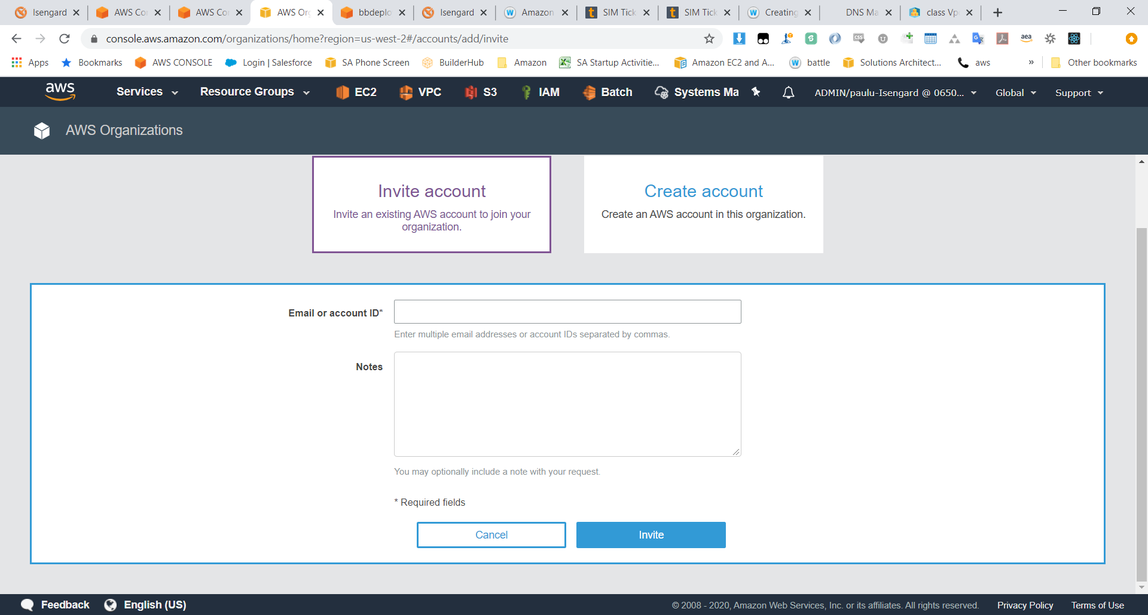 Isengard
AWS Co
AWS Co
AWS Or
bbdeplo
Isengard
Amazon
SIM Tick
SIM Tick
Creating
DNS Ma
class Vp
console.aws.amazon.com/organizations/home?region=us-west-2#/accounts/add/invite
Apps
Bookmarks
AWS CONSOLE
Login | Salesforce
SA Phone Screen
BuilderHub
Amazon
SA Startup Activitie...
Amazon EC2 and A...
battle
Solutions Architect...
aws
»
Other bookmarks
aws
Services
Resource Groups
EC2
VPC
S3
IAM
Batch
Systems Ma
ADMIN/paulu-Isengard @ 0650...
Global
Support
AWS Organizations
Invite account
Invite an existing AWS account to join your
organization.
Create account
Create an AWS account in this organization.
Email or account ID*
Enter multiple email addresses or account IDs separated by commas.
Notes
You may optionally include a note with your request.
* Required fields
Cancel
Invite
Feedback
English (US)
© 2008 - 2020, Amazon Web Services, Inc. or its affiliates. All rights reserved.
Privacy Policy
Terms of Use